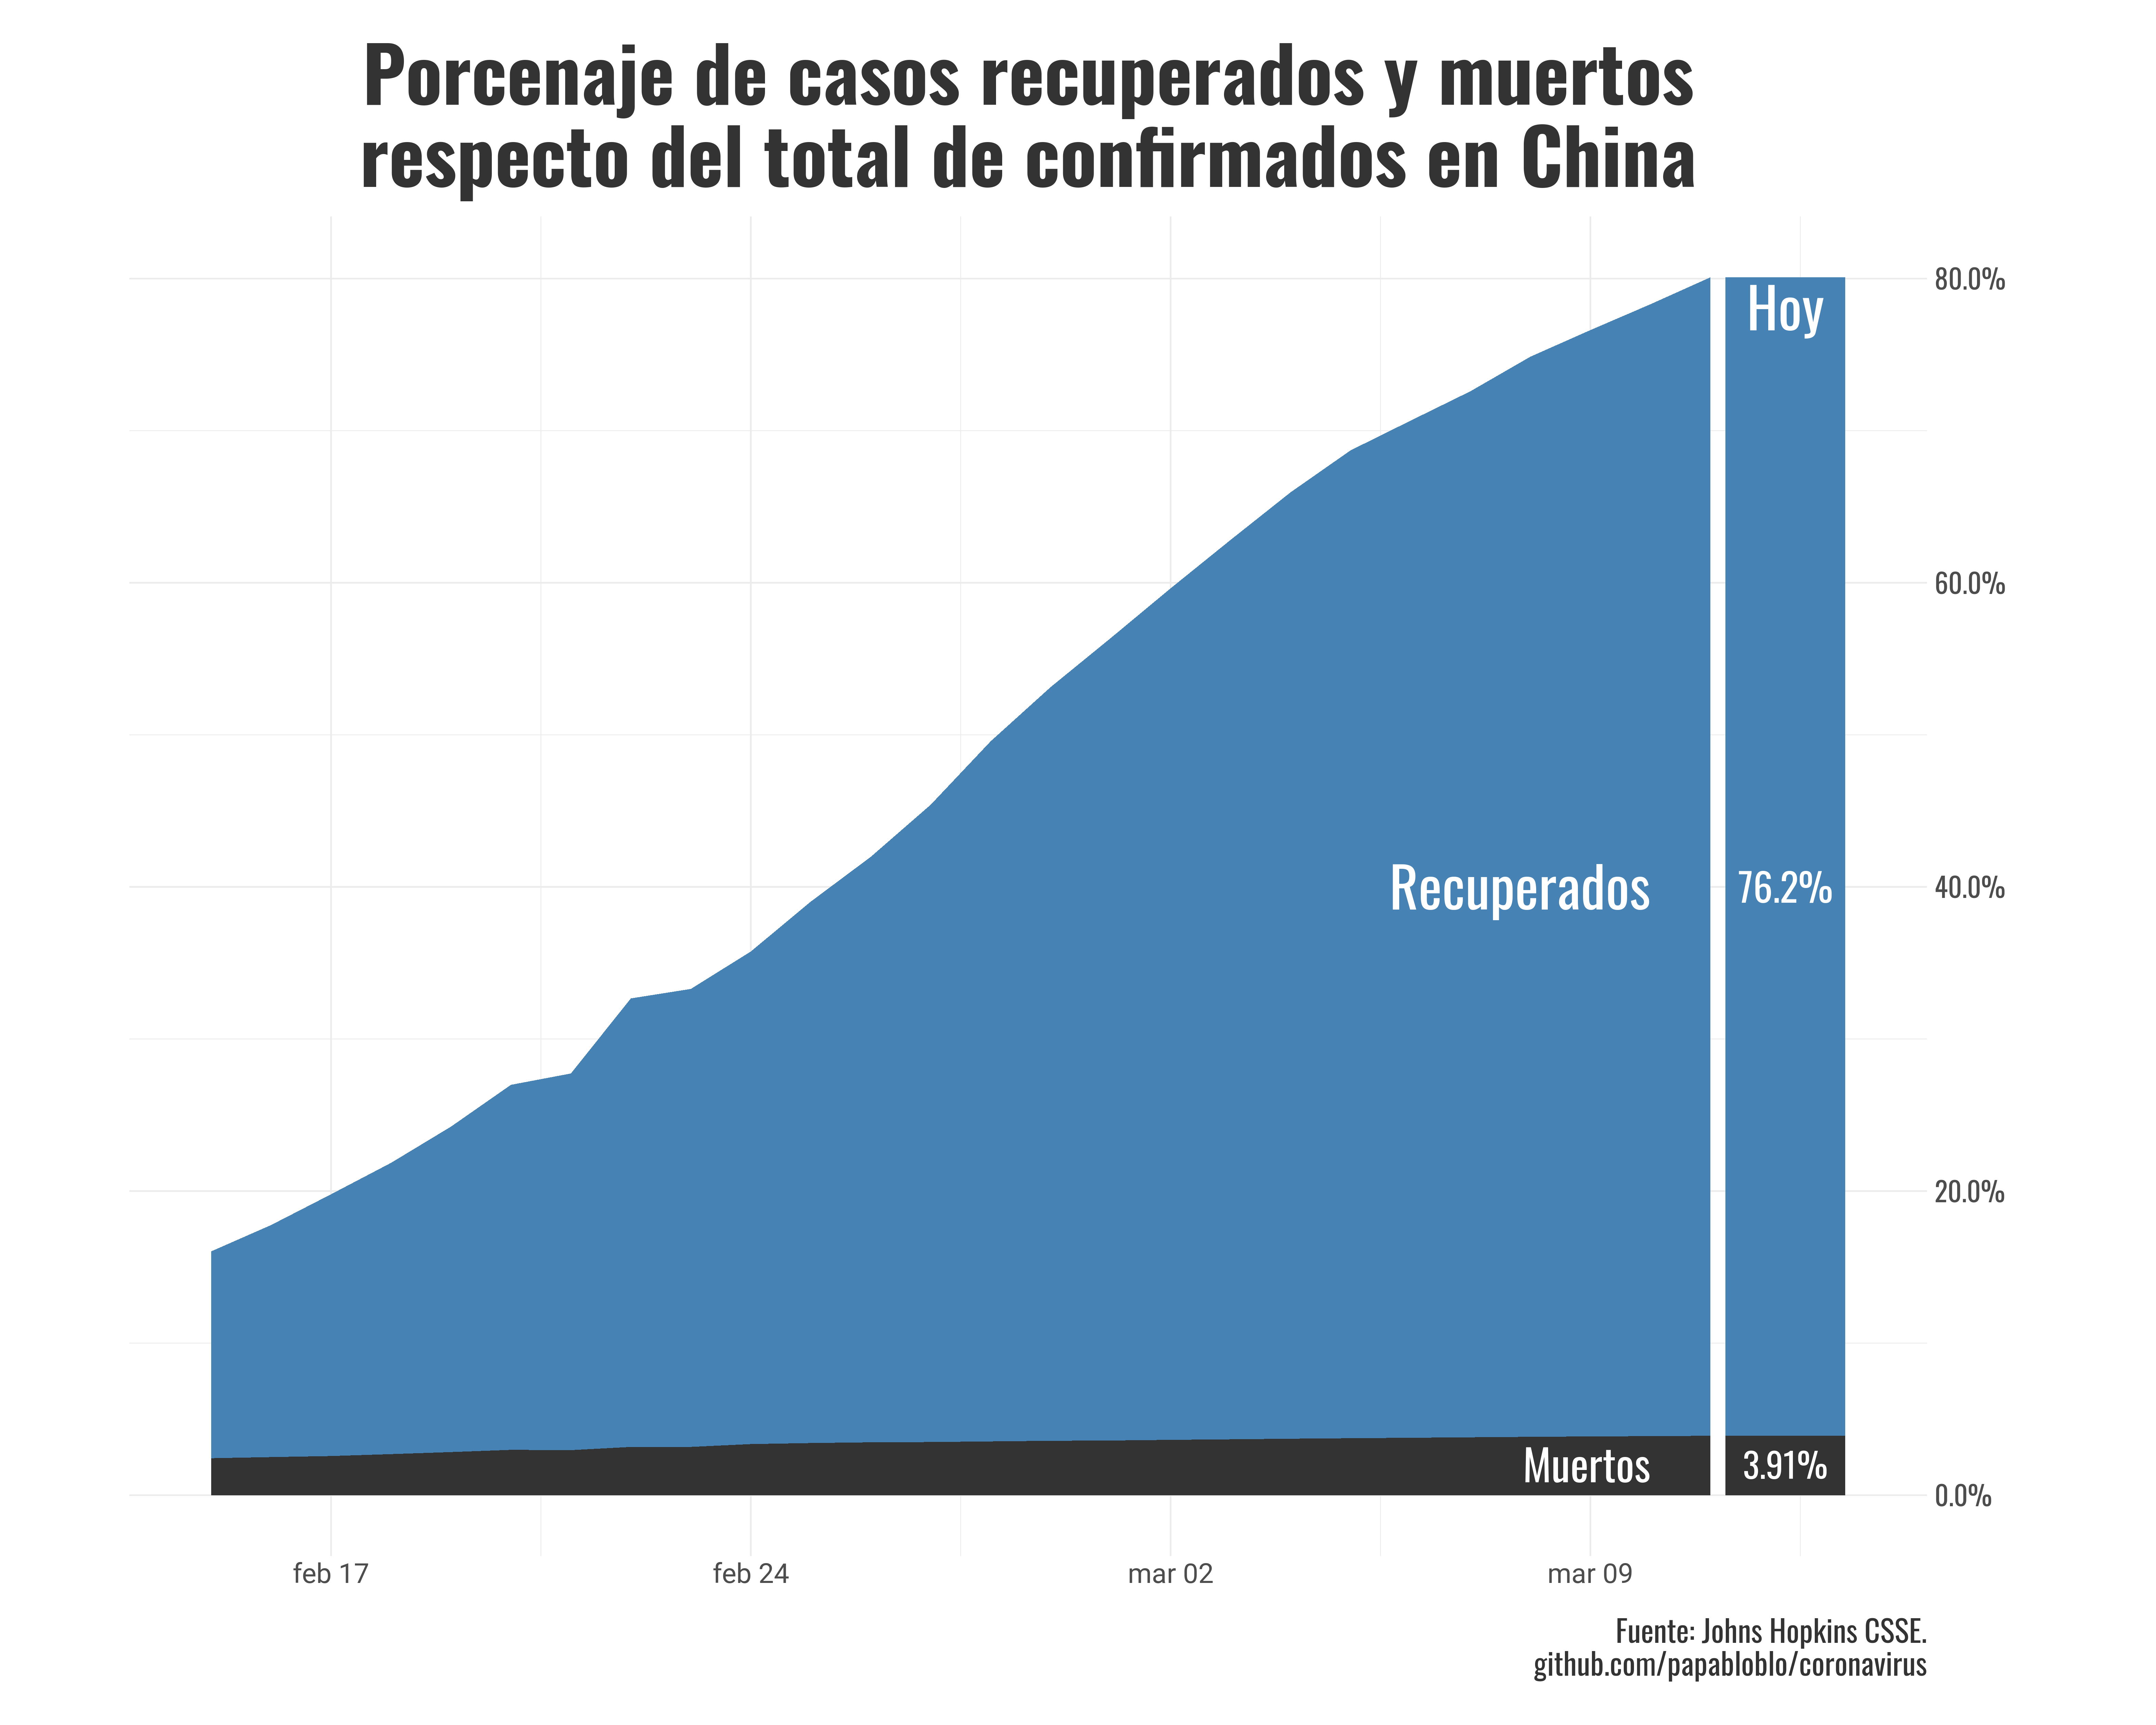 Porcenaje de casos recuperados y muertos
respecto del total de confirmados en China
80.0%
Hoy
60.0%
Recuperados
76.2%
40.0%
20.0%
Muertos
3.91%
0.0%
feb 17
feb 24
mar 02
mar 09
Fuente: Johns Hopkins CSSE.
github.com/papabloblo/coronavirus